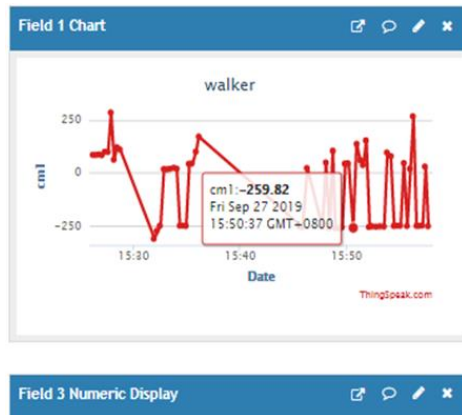 Field 1 Chart
walker
250
0
-250
cm1
cm1:-259.82
Fri Sep 27 2019
15:50:37 GMT+0800
15:30
15:40
15:50
Date
ThingSpeak.com
Field 3 Numeric Display